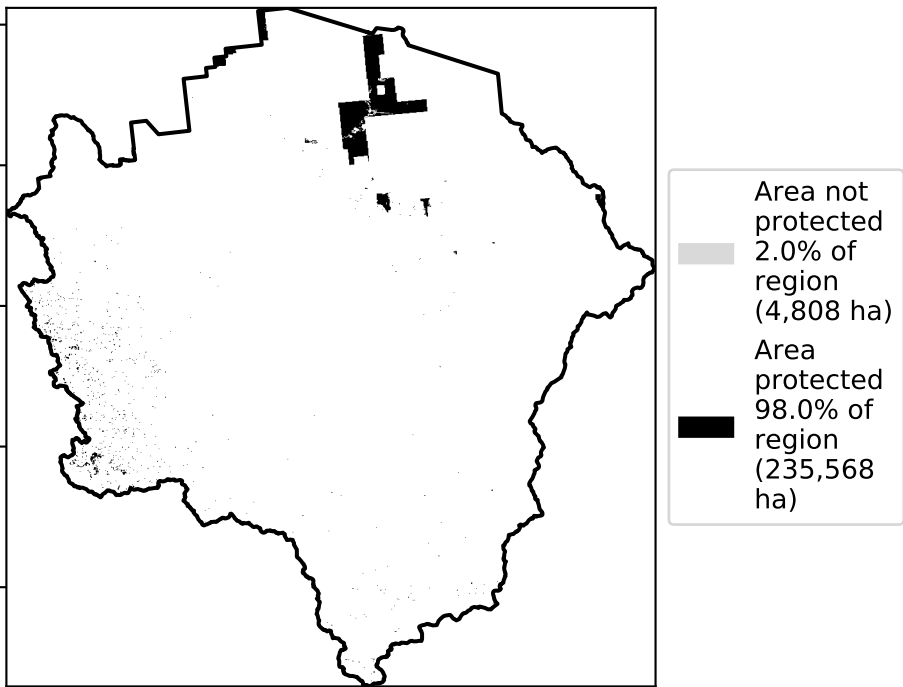 Area not
protected
2.0% of
region
(4,808 ha)
Area
protected
98.0% of
region
(235,568
ha)